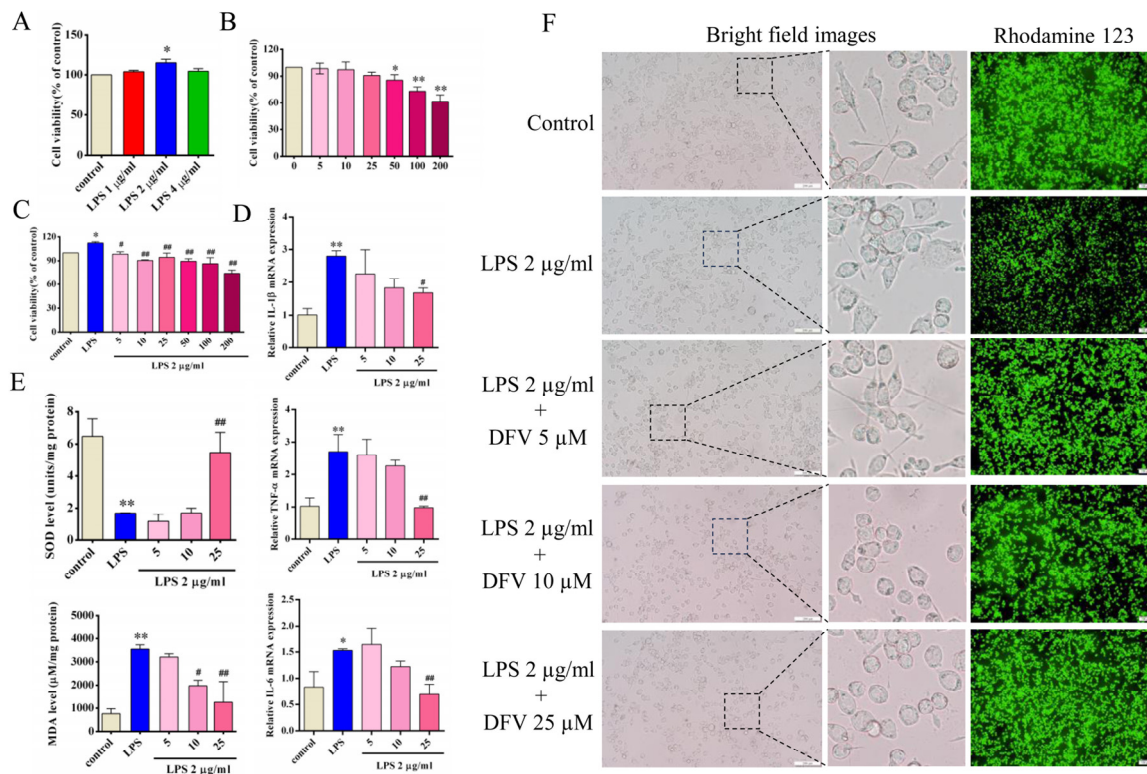 A
Cell viability(% of control)
150
100
50
0
*
control
LPS 1 μg/ml
LPS 2 μg/ml
LPS 4 μg/ml
B
Cell viability(% of control)
120
90
60
30
0
*
**
**
0 5 10 25 50 100 200
C
Cell viability(% of control)
150
120
90
60
30
0
* # ## ## ## ## ##
control LPS 5 10 25 50 100 200
LPS 2 μg/ml
D
Relative IL-1β mRNA expression
4
3
2
1
0
** #
control LPS 5 10 25
LPS 2 μg/ml
E
SOD level (units/mg protein)
8
6
4
2
0
** ##
control LPS 5 10 25
LPS 2 μg/ml
Relative TNF-α mRNA expression
4
3
2
1
0
** ##
control LPS 5 10 25
LPS 2 μg/ml
MDA level (μM/mg protein)
5000
4000
3000
2000
1000
0
** # ##
control LPS 5 10 25
LPS 2 μg/ml
Relative IL-6 mRNA expression
2.0
1.5
1.0
0.5
0.0
* ##
control LPS 5 10 25
LPS 2 μg/ml
F
Bright field images
Rhodamine 123
Control
LPS 2 μg/ml
LPS 2 μg/ml
+
DFV 5 μM
LPS 2 μg/ml
+
DFV 10 μM
LPS 2 μg/ml
+
DFV 25 μM